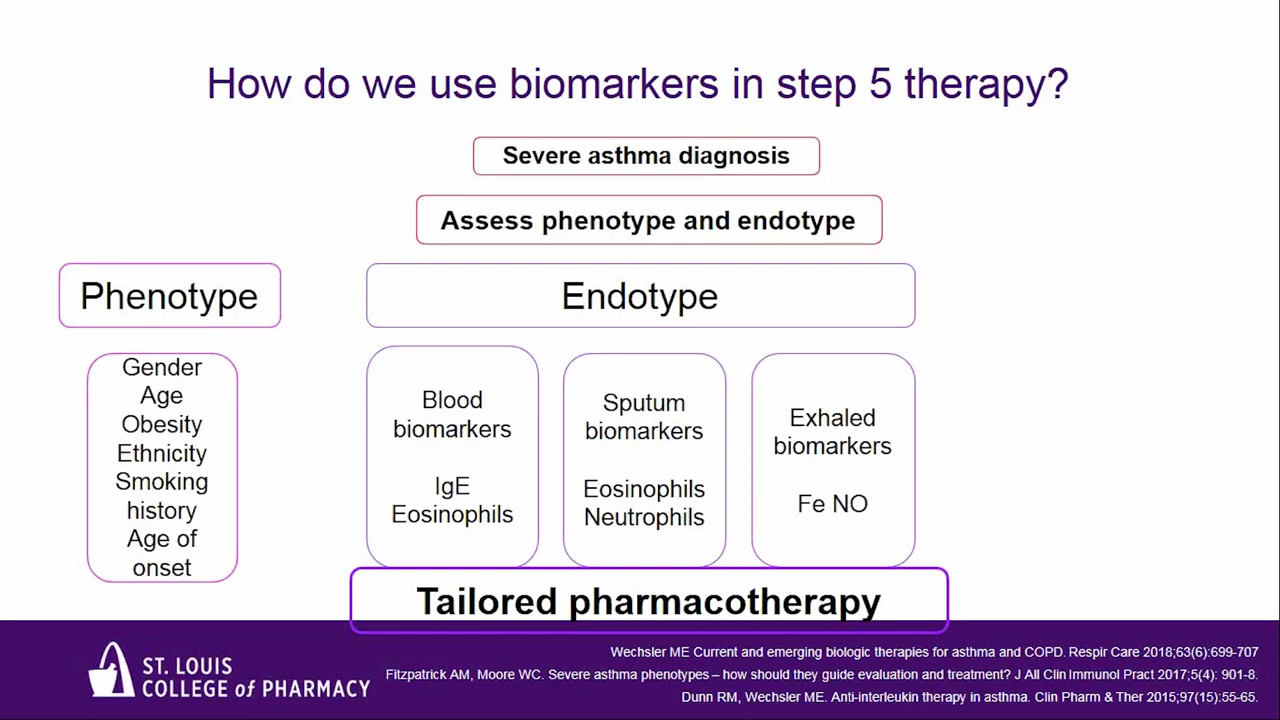 How do we use biomarkers in step 5 therapy?
Severe asthma diagnosis
Assess phenotype and endotype
Phenotype
Endotype
Gender
Age
Obesity
Ethnicity
Smoking
history
Age of
onset
Blood
biomarkers
IgE
Eosinophils
Sputum
biomarkers
Eosinophils
Neutrophils
Exhaled
biomarkers
Fe NO
Tailored pharmacotherapy
ST. LOUIS
COLLEGE of PHARMACY
Wechsler ME Current and emerging biologic therapies for asthma and COPD. Respir Care 2018;63(6):699-707
Fitzpatrick AM, Moore WC. Severe asthma phenotypes – how should they guide evaluation and treatment? J All Clin Immunol Pract 2017;5(4): 901-8.
Dunn RM, Wechsler ME. Anti-interleukin therapy in asthma. Clin Pharm & Ther 2015;97(15):55-65.